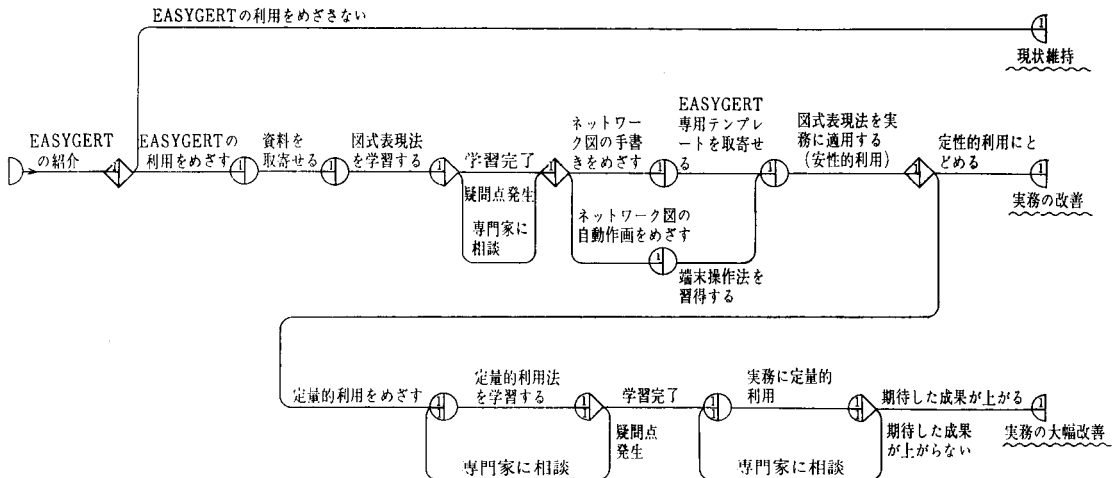 EASYGERTの利用をめざさない
現状維持
EASYGERT
の紹介
EASYGERTの
利用をめざす
資料を
取寄せる
図式表現法
を学習する
学習完了
疑問点発生
専門家に
相談
ネットワー
ク図の手書
きをめざす
EASYGERT
専用テンプレ
ートを取寄せ
る
ネットワーク図の
自動作画をめざす
端末操作法を
習得する
図式表現法を実
務に適用する
(安性的利用)
定性的利用にと
どめる
実務の改善
定量的利用をめざす
定量的利用法
を学習する
学習完了
疑問点
発生
専門家に相談
実務に定量的
利用
専門家に相談
期待した成果が上がる
期待した成果
が上がらない
実務の大幅改善